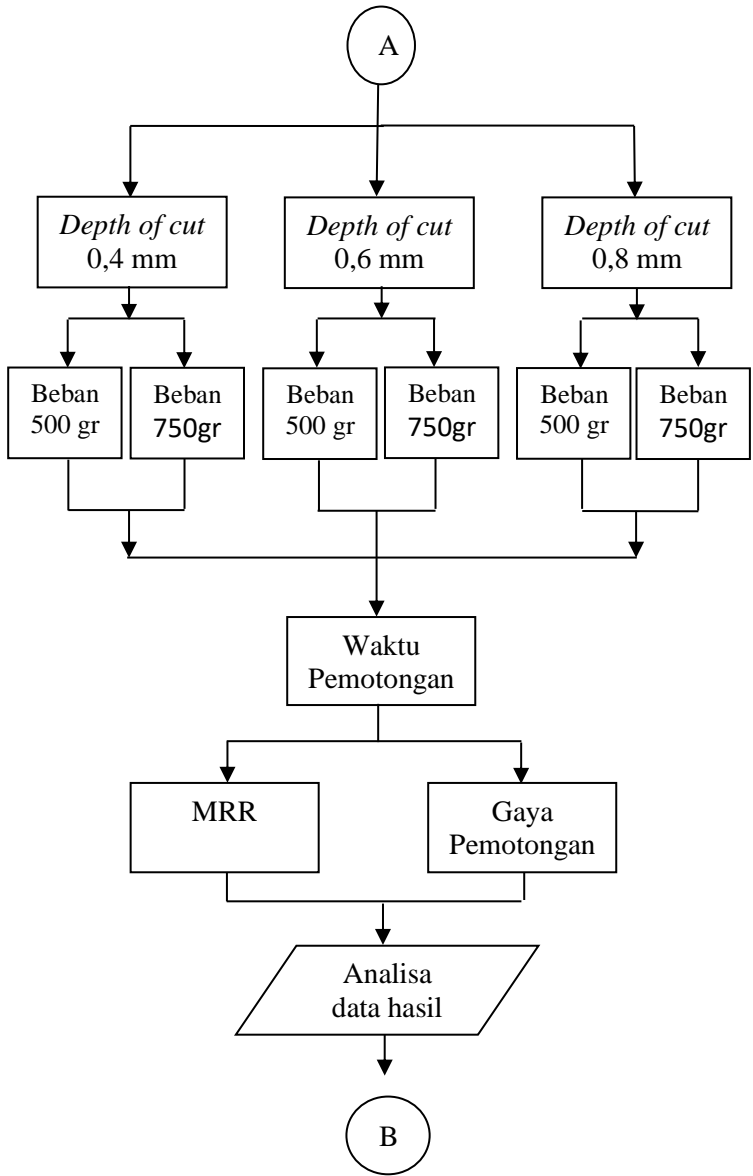 A
Depth of cut
0,4 mm
Depth of cut
0,6 mm
Depth of cut
0,8 mm
Beban
500 gr
Beban
750gr
Beban
500 gr
Beban
750gr
Beban
500 gr
Beban
750gr
Waktu
Pemotongan
MRR
Gaya
Pemotongan
Analisa
data hasil
B